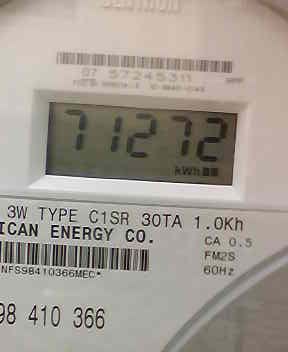 07 57245311
71272
kWh
3W TYPE C1SR 30TA 1.0Kh
ICAN ENERGY CO.
CA 0.5
FM2S
60Hz
NFS98410366MEC*
98 410 366